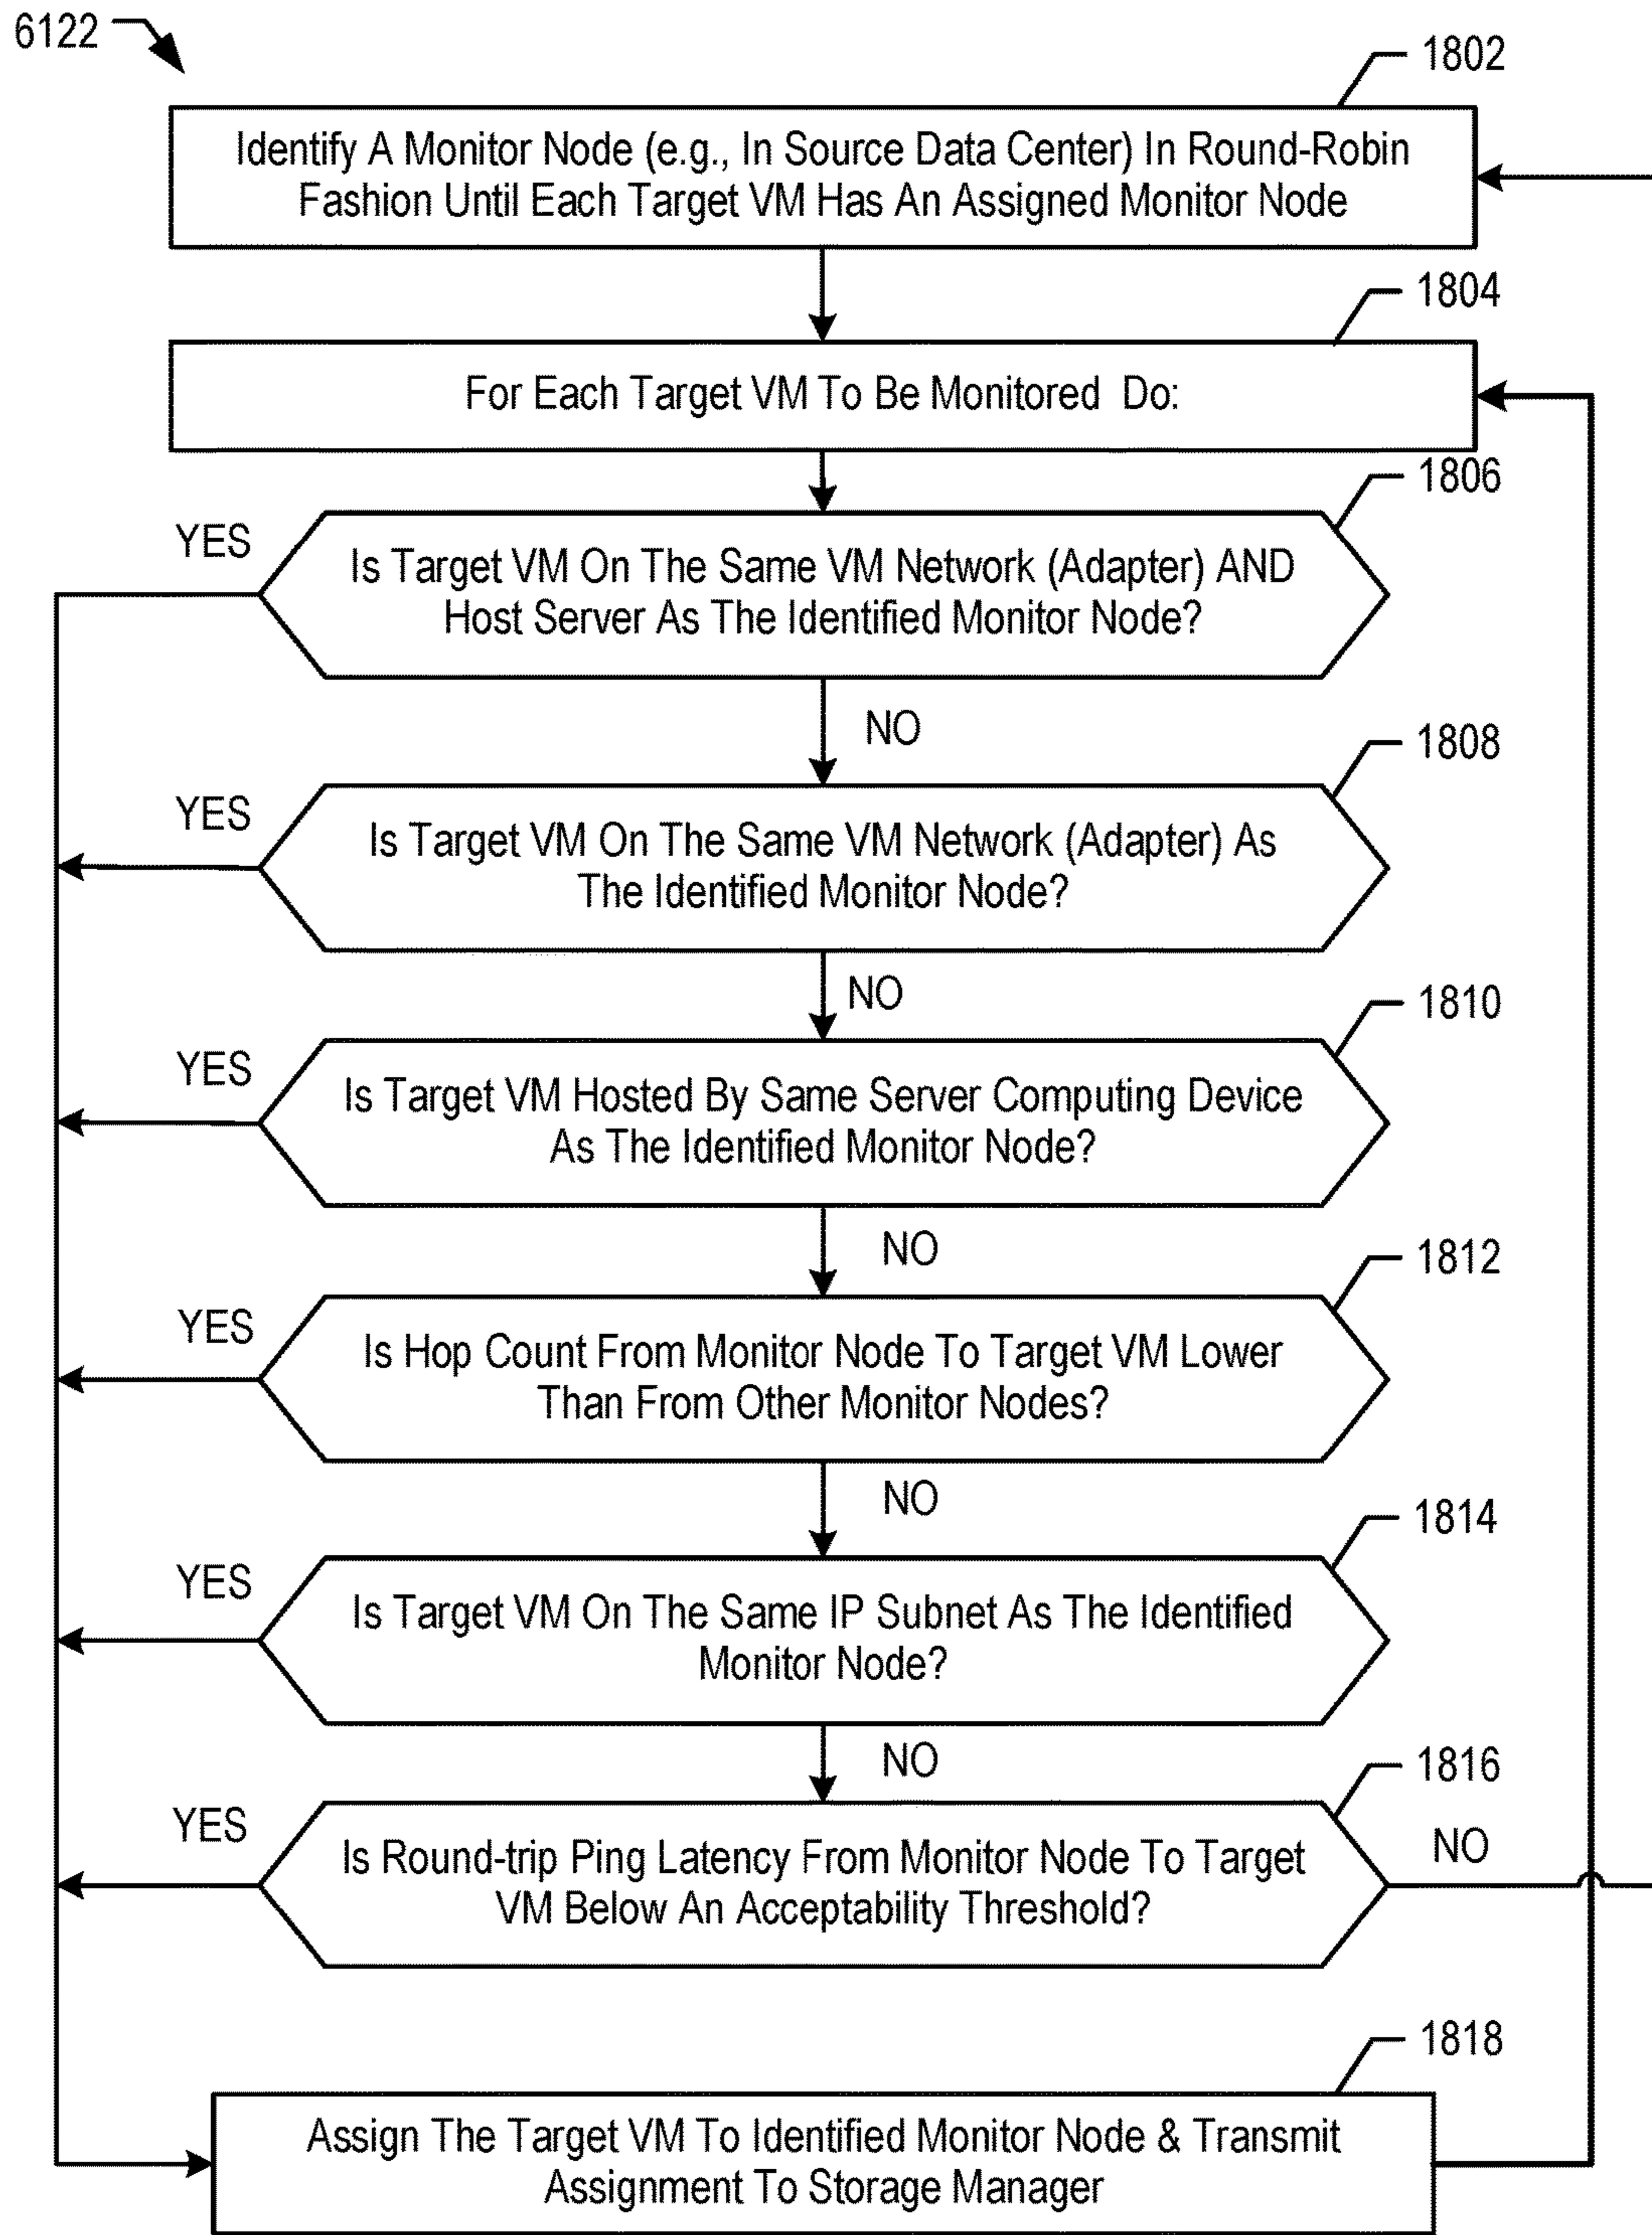 6122
1802
Identify A Monitor Node (e.g., In Source Data Center) In Round-Robin
Fashion Until Each Target VM Has An Assigned Monitor Node
1804
For Each Target VM To Be Monitored Do:
1806
YES
Is Target VM On The Same VM Network (Adapter) AND
Host Server As The Identified Monitor Node?
NO
1808
YES
Is Target VM On The Same VM Network (Adapter) As
The Identified Monitor Node?
NO
1810
YES
Is Target VM Hosted By Same Server Computing Device
As The Identified Monitor Node?
NO
1812
YES
Is Hop Count From Monitor Node To Target VM Lower
Than From Other Monitor Nodes?
NO
1814
YES
Is Target VM On The Same IP Subnet As The Identified
Monitor Node?
NO
1816
YES
Is Round-trip Ping Latency From Monitor Node To Target
VM Below An Acceptability Threshold?
NO
1818
Assign The Target VM To Identified Monitor Node & Transmit
Assignment To Storage Manager